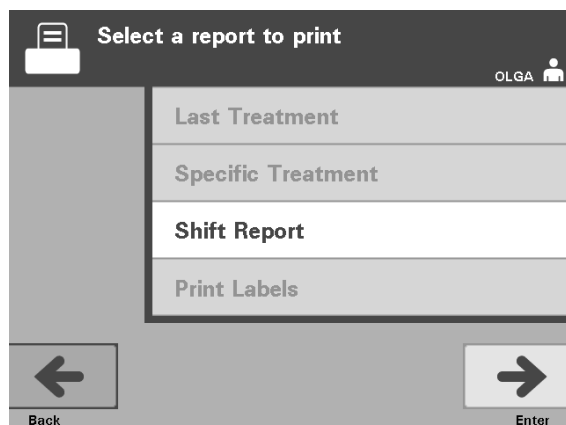 Select a report to print
OLGA
Last Treatment
Specific Treatment
Shift Report
Print Labels
Back
Enter